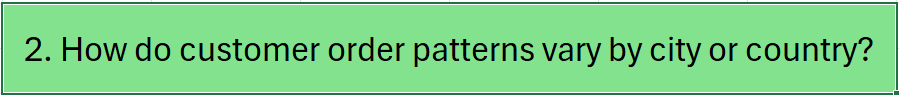 2. How do customer order patterns vary by city or country?